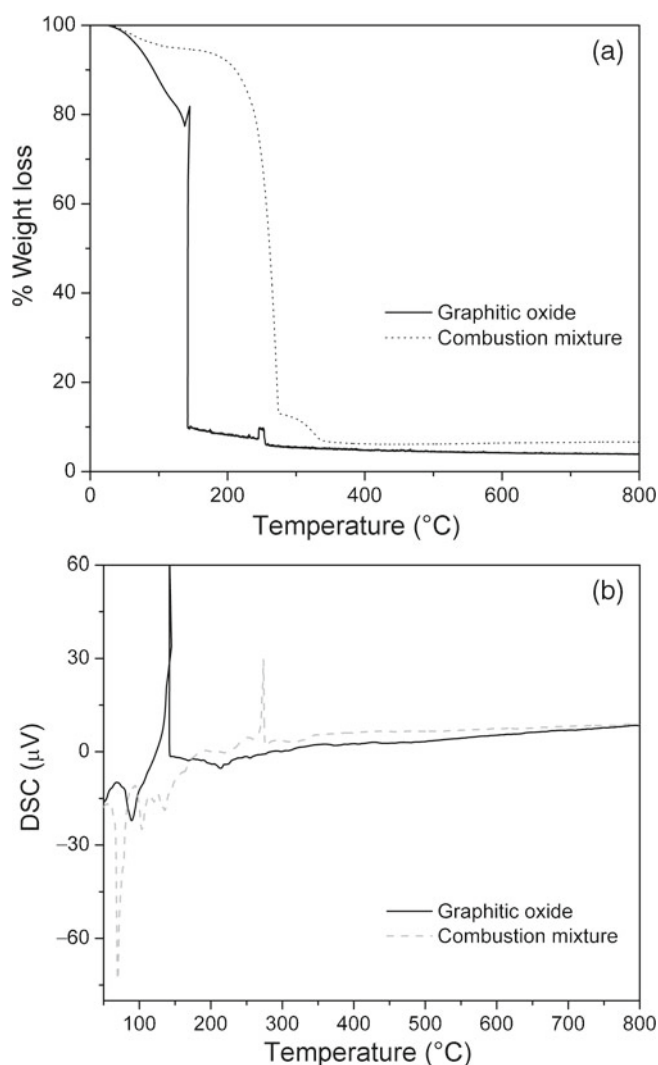 (a)
100
80
60
40
20
0
% Weight loss
Graphitic oxide
Combustion mixture
0 200 400 600 800
Temperature (°C)
(b)
60
30
0
−30
−60
DSC (μV)
Graphitic oxide
Combustion mixture
100 200 300 400 500 600 700 800
Temperature (°C)